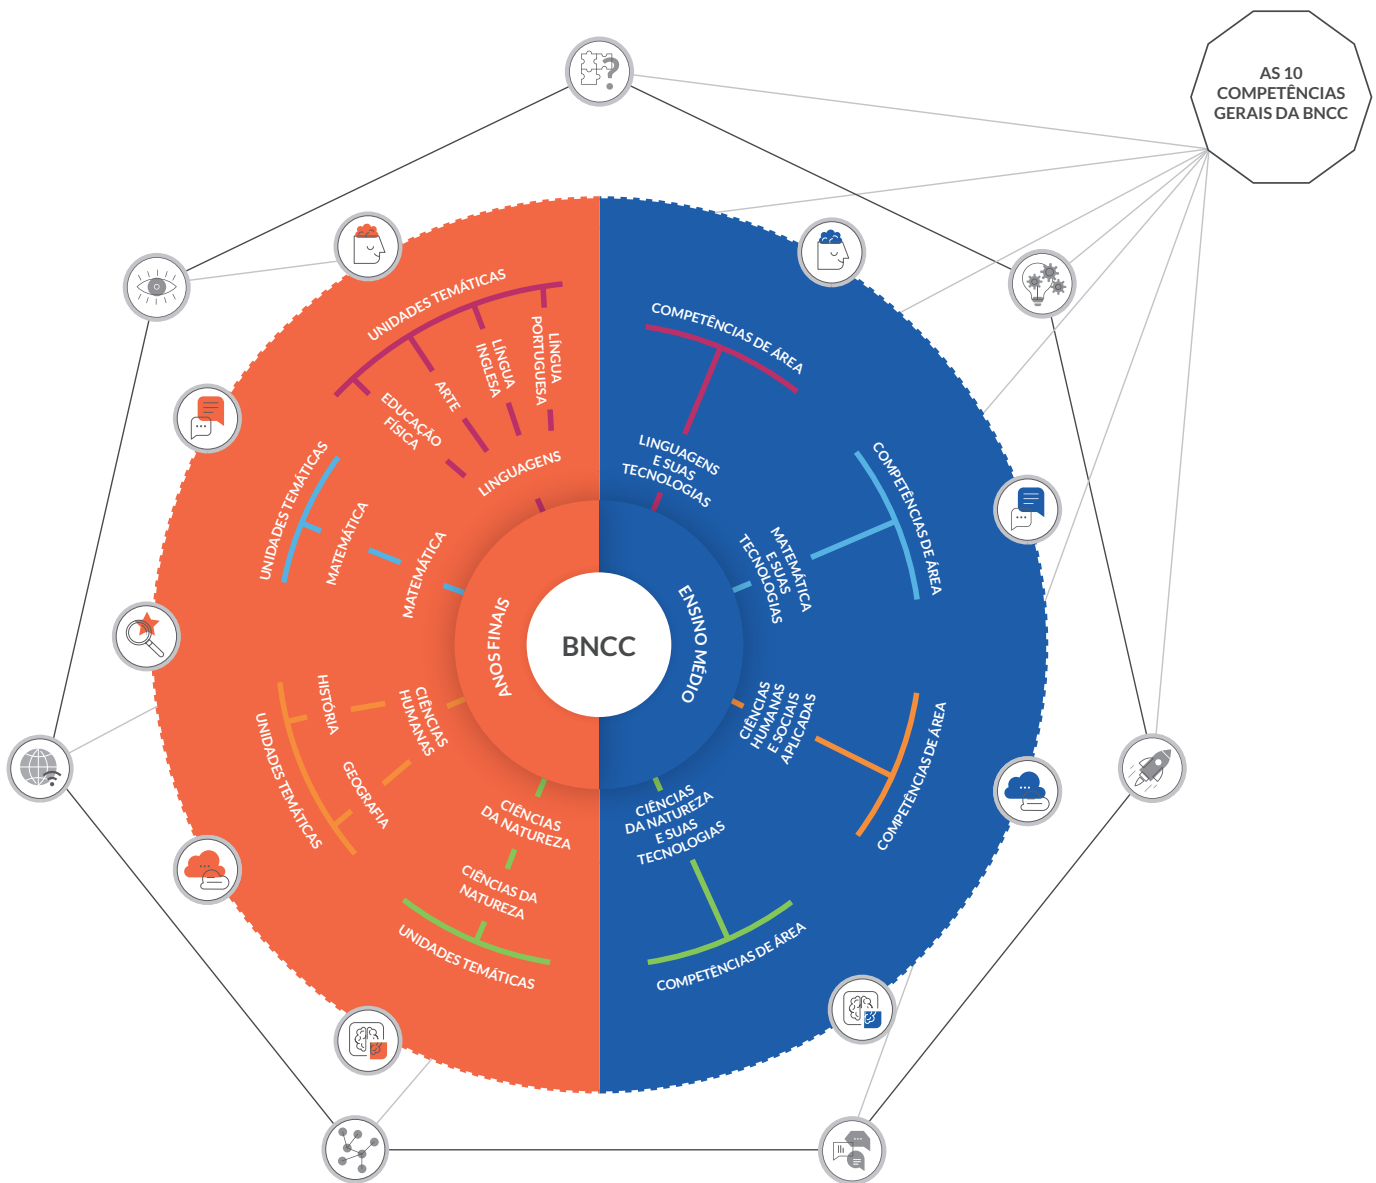 AS 10
COMPETÊNCIAS
GERAIS DA BNCC
BNCC
ANOS FINAIS
LINGUAGENS
EDUCAÇÃO
FÍSICA
ARTE
LÍNGUA
INGLESA
LÍNGUA
PORTUGUESA
UNIDADES TEMÁTICAS
MATEMÁTICA
MATEMÁTICA
UNIDADES TEMÁTICAS
CIÊNCIAS
HUMANAS
HISTÓRIA
GEOGRAFIA
UNIDADES TEMÁTICAS
CIÊNCIAS
DA NATUREZA
CIÊNCIAS DA
NATUREZA
UNIDADES TEMÁTICAS
ENSINO MÉDIO
LINGUAGENS
E SUAS
TECNOLOGIAS
COMPETÊNCIAS DE ÁREA
MATEMÁTICA
E SUAS
TECNOLOGIAS
COMPETÊNCIAS DE ÁREA
CIÊNCIAS
HUMANAS
E SOCIAIS
APLICADAS
COMPETÊNCIAS DE ÁREA
CIÊNCIAS
DA NATUREZA
E SUAS
TECNOLOGIAS
COMPETÊNCIAS DE ÁREA